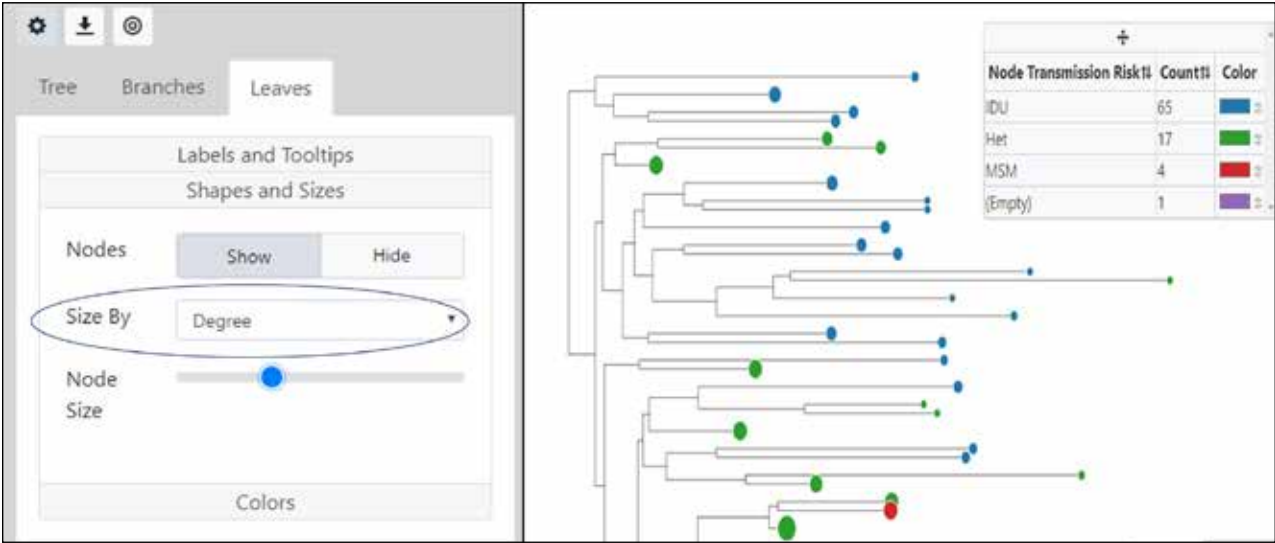 Tree Branches Leaves
Labels and Tooltips
Shapes and Sizes
Nodes Show Hide
Size By Degree
Node
Size
Colors
Node Transmission Risk Count Color
IDU 65
Het 17
MSM 4
(Empty) 1